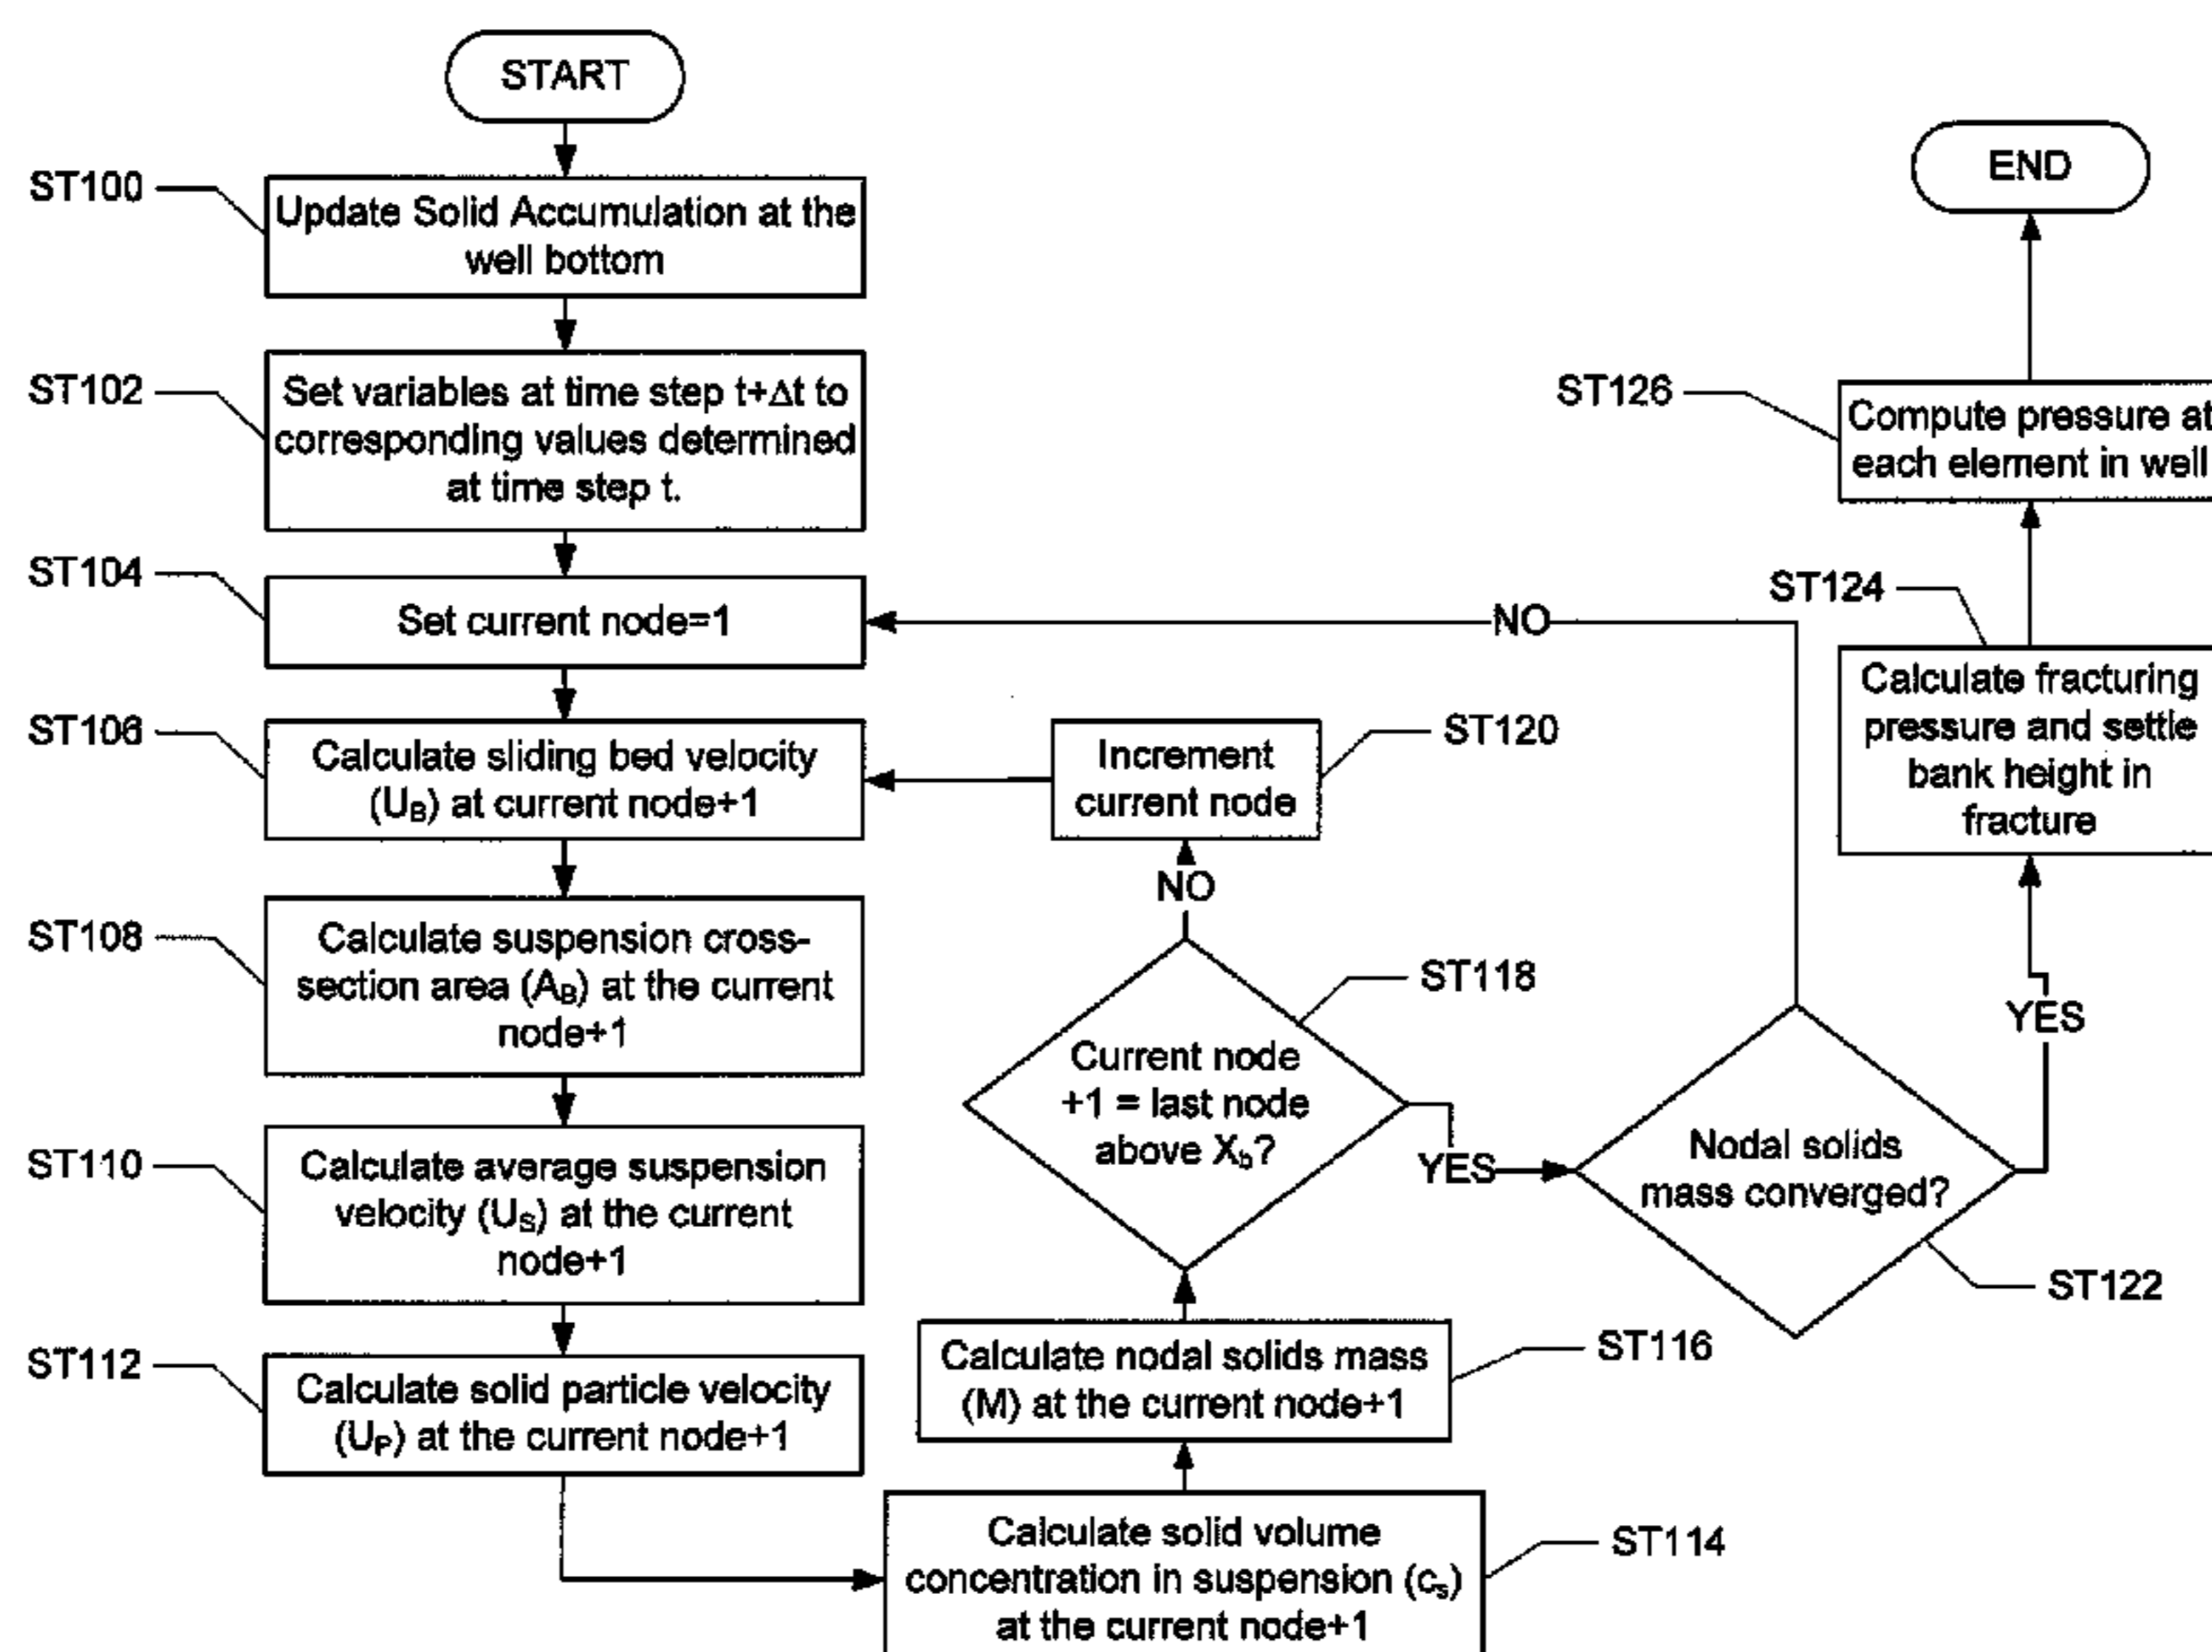 START
ST100
Update Solid Accumulation at the
well bottom
ST102
Set variables at time step t+Δt to
corresponding values determined
at time step t.
ST104
Set current node=1
ST106
Calculate sliding bed velocity
(U_B) at current node+1
ST108
Calculate suspension cross-
section area (A_B) at the current
node+1
ST110
Calculate average suspension
velocity (U_S) at the current
node+1
ST112
Calculate solid particle velocity
(U_P) at the current node+1
Calculate solid volume
concentration in suspension (c_s)
at the current node+1
ST114
Calculate nodal solids mass
(M) at the current node+1
ST116
Current node
+1 = last node
above X_b?
ST118
NO
Increment
current node
ST120
YES
Nodal solids
mass converged?
ST122
NO
YES
ST124
Calculate fracturing
pressure and settle
bank height in
fracture
ST126
Compute pressure at
each element in well
END